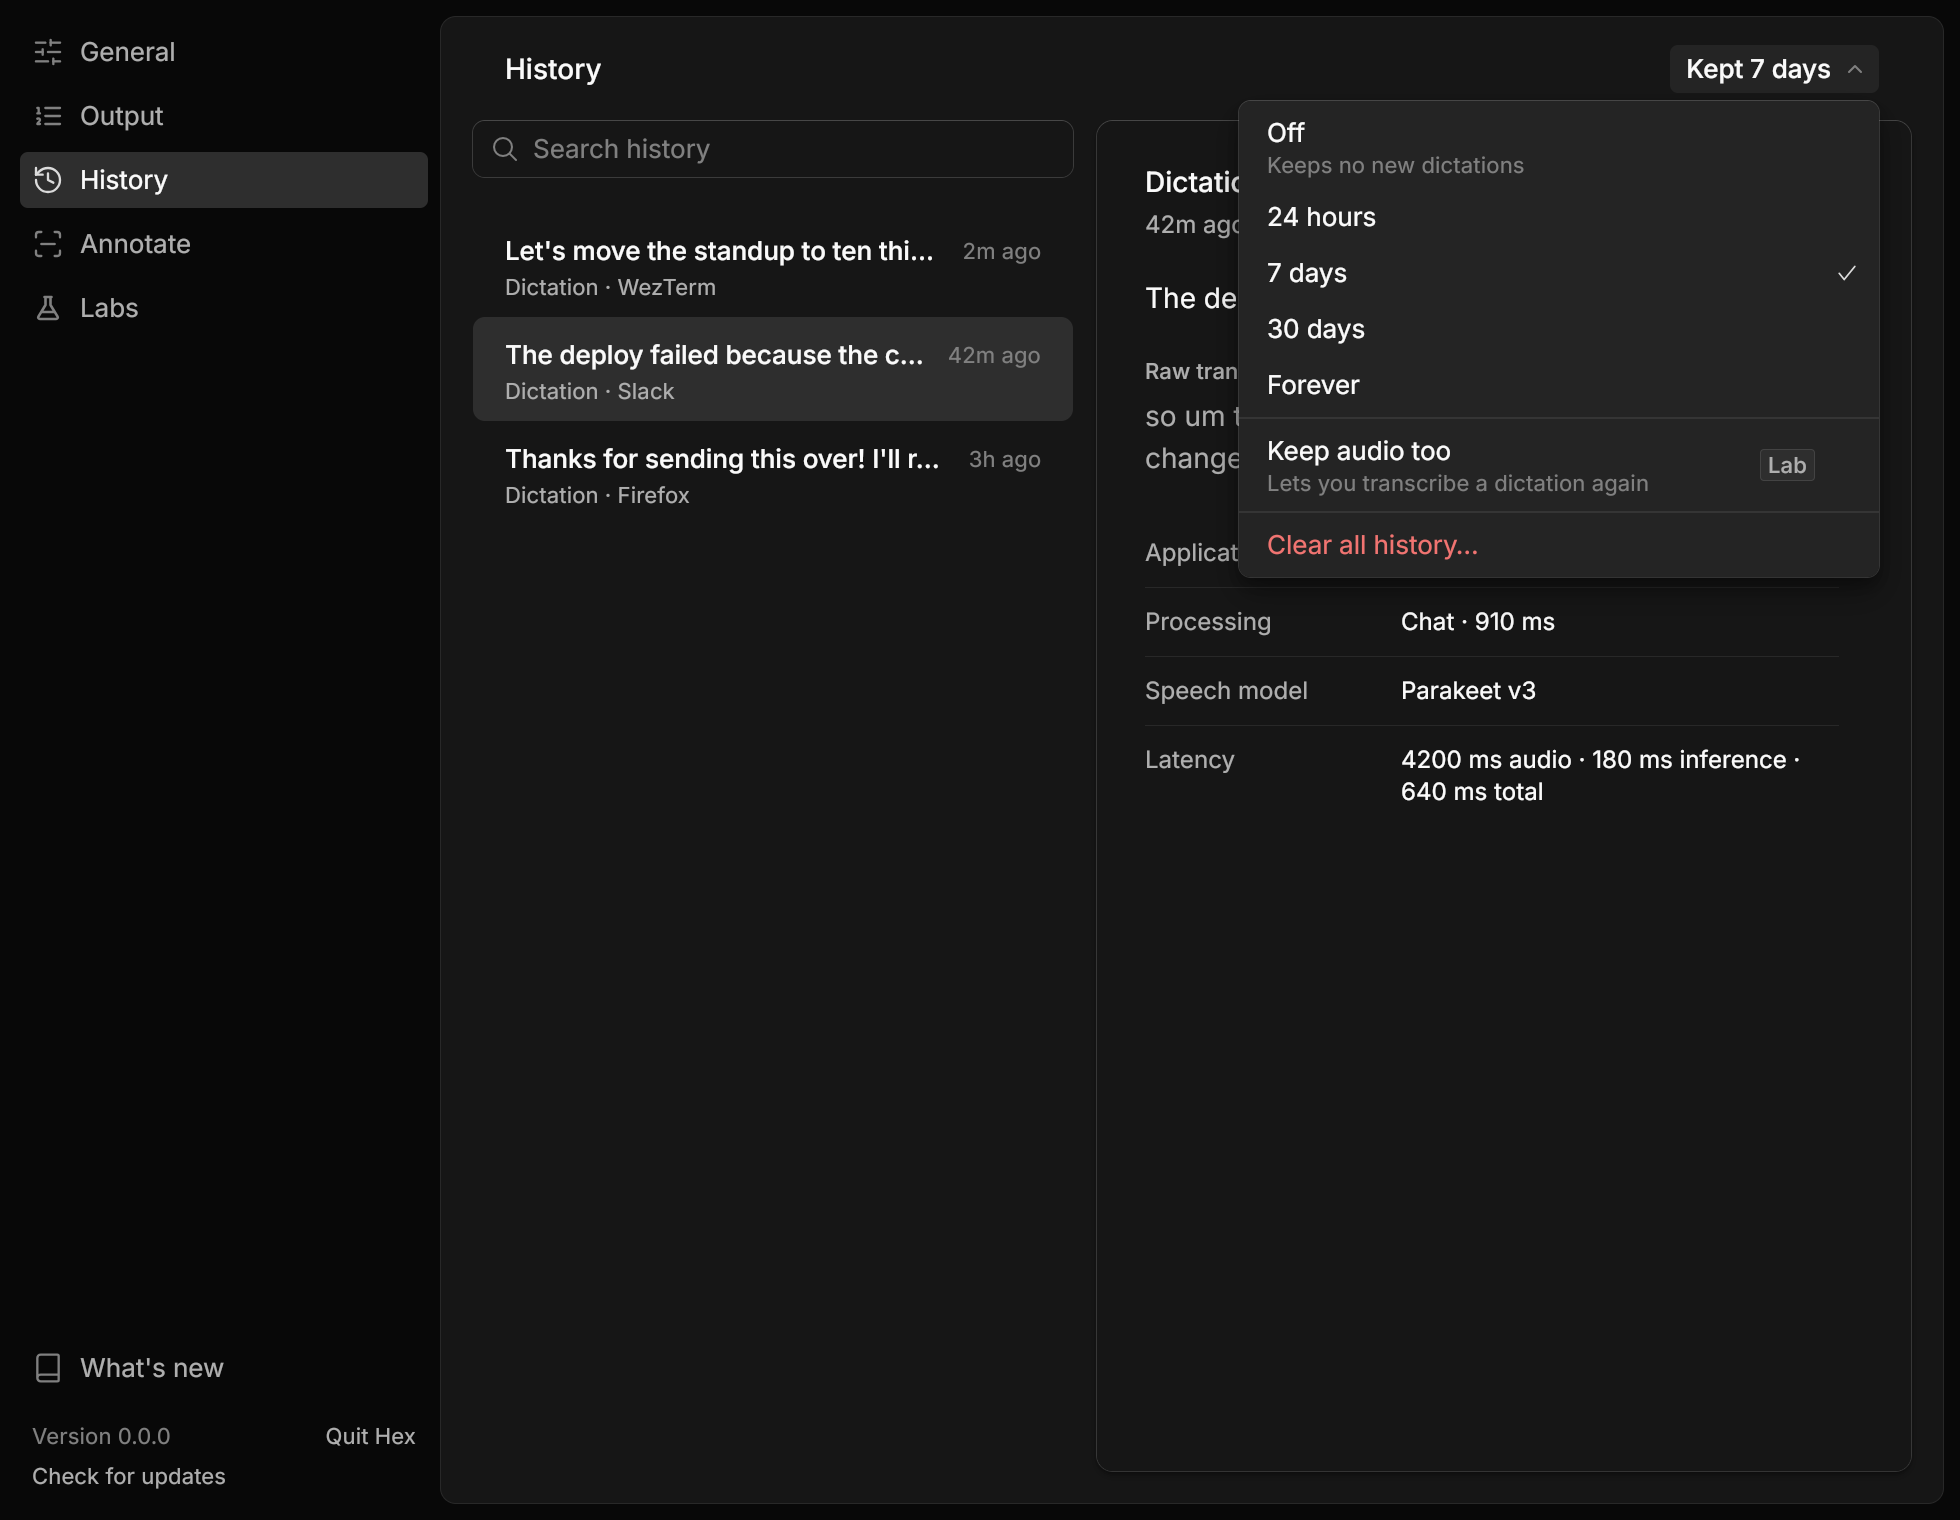 General
Output
History
Annotate
Labs
What's new
Version 0.0.0
Quit Hex
Check for updates
History
Kept 7 days
Search history
Let's move the standup to ten thi...
2m ago
Dictation · WezTerm
The deploy failed because the c...
42m ago
Dictation · Slack
Thanks for sending this over! I'll r...
3h ago
Dictation · Firefox
Off
Keeps no new dictations
24 hours
7 days
30 days
Forever
Keep audio too
Lets you transcribe a dictation again
Lab
Clear all history...
42m
The
Raw
so um
change
Processing
Chat · 910 ms
Speech model
Parakeet v3
Latency
4200 ms audio · 180 ms inference ·
640 ms total